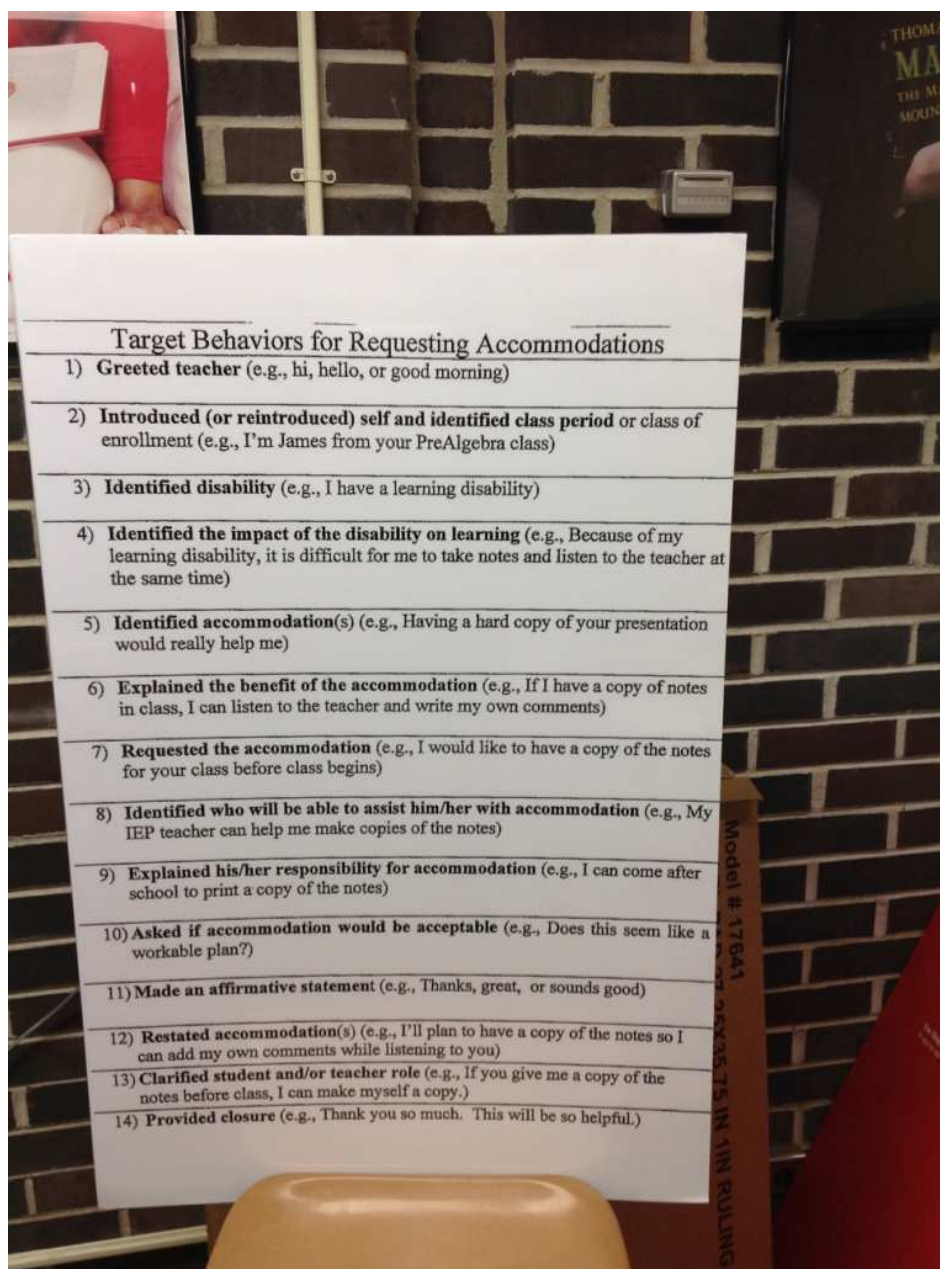 THOMA
MA
THE MA
MOUN
Target Behaviors for Requesting Accommodations
1) Greeted teacher (e.g., hi, hello, or good morning)
2) Introduced (or reintroduced) self and identified class period or class of
enrollment (e.g., I'm James from your PreAlgebra class)
3) Identified disability (e.g., I have a learning disability)
4) Identified the impact of the disability on learning (e.g., Because of my
learning disability, it is difficult for me to take notes and listen to the teacher at
the same time)
5) Identified accommodation(s) (e.g., Having a hard copy of your presentation
would really help me)
6) Explained the benefit of the accommodation (e.g., If I have a copy of notes
in class, I can listen to the teacher and write my own comments)
7) Requested the accommodation (e.g., I would like to have a copy of the notes
for your class before class begins)
8) Identified who will be able to assist him/her with accommodation (e.g., My
IEP teacher can help me make copies of the notes)
9) Explained his/her responsibility for accommodation (e.g., I can come after
school to print a copy of the notes)
10) Asked if accommodation would be acceptable (e.g., Does this seem like a
workable plan?)
11) Made an affirmative statement (e.g., Thanks, great, or sounds good)
12) Restated accommodation(s) (e.g., I'll plan to have a copy of the notes so I
can add my own comments while listening to you)
13) Clarified student and/or teacher role (e.g., If you give me a copy of the
notes before class, I can make myself a copy.)
14) Provided closure (e.g., Thank you so much. This will be so helpful.)
Model # 17641
35.75 IN 1IN RULING